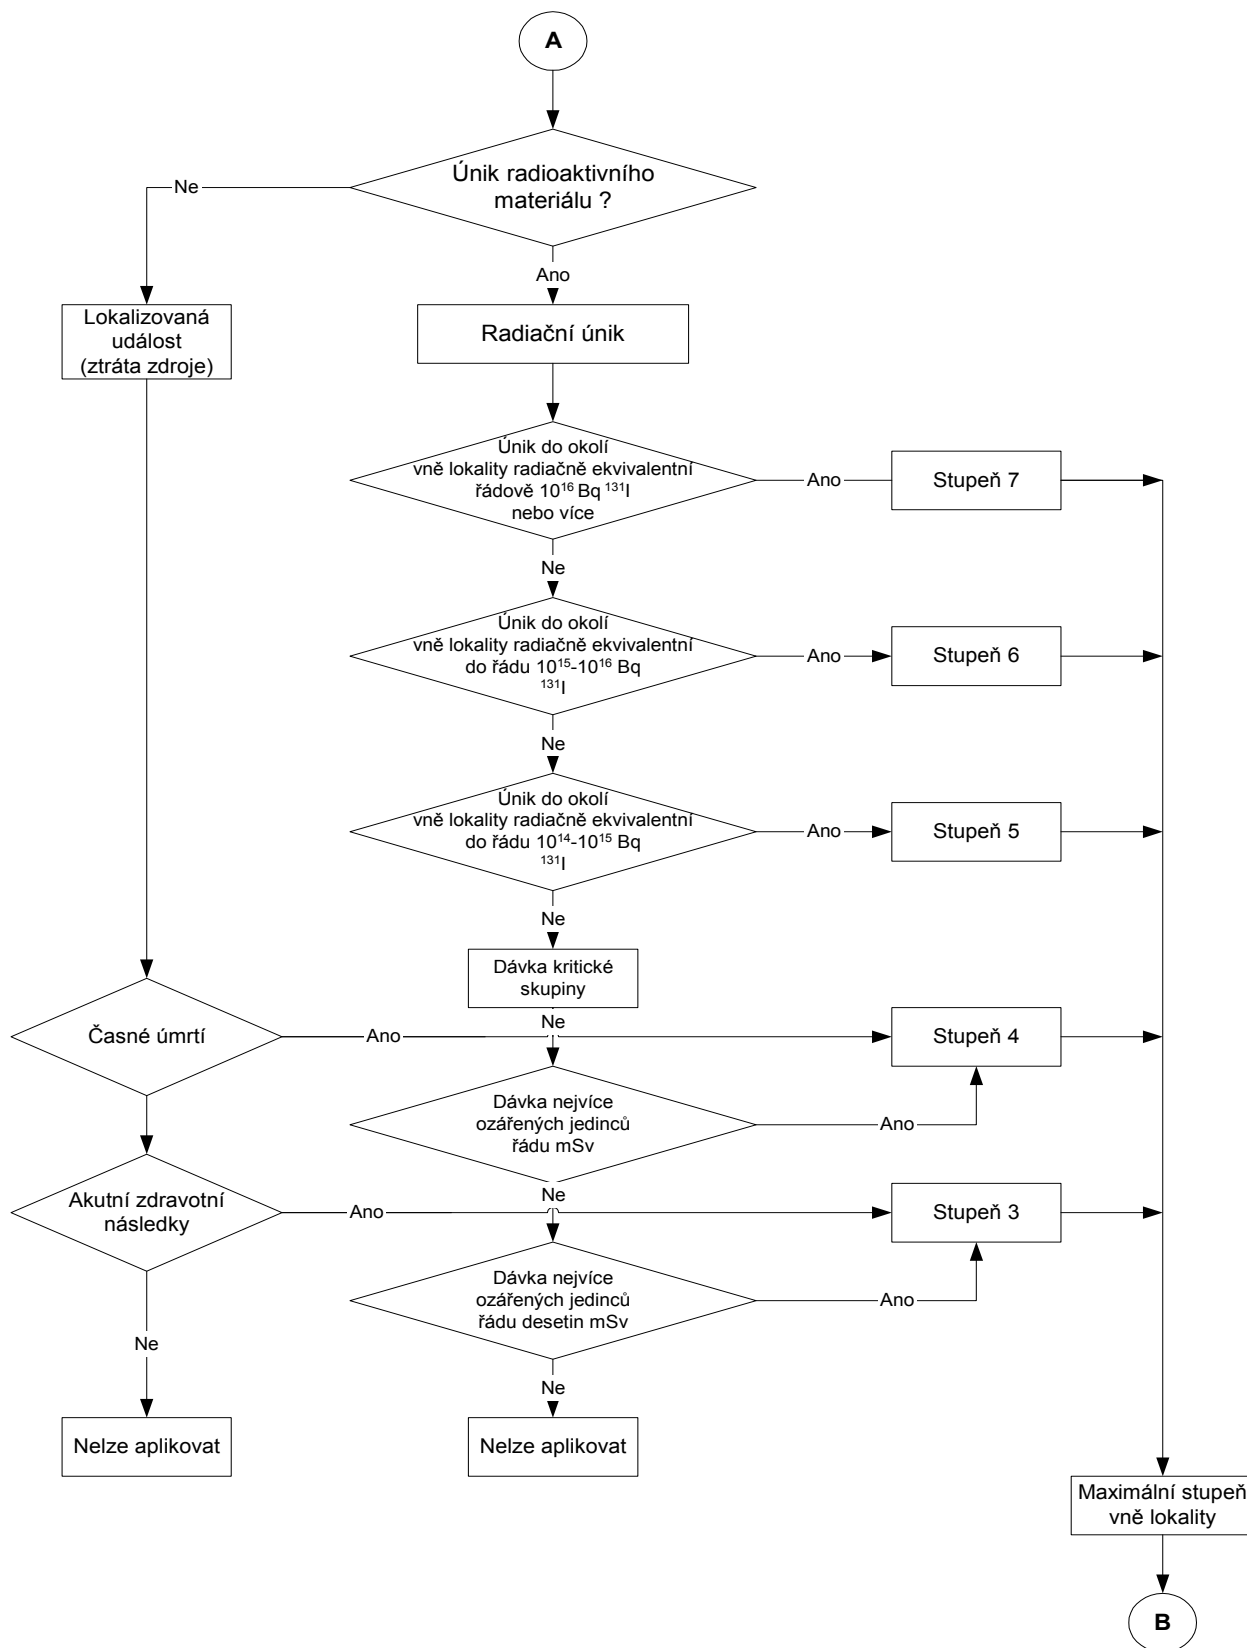 A
Únik radioaktivního
materiálu ?
Ne
Ano
Lokalizovaná
událost
(ztráta zdroje)
Radiační únik
Únik do okolí
vně lokality radiačně ekvivalentní
řádově 10¹⁶ Bq ¹³¹I
nebo více
Ano
Stupeň 7
Ne
Únik do okolí
vně lokality radiačně ekvivalentní
do řádu 10¹⁵-10¹⁶ Bq
¹³¹I
Ano
Stupeň 6
Ne
Únik do okolí
vně lokality radiačně ekvivalentní
do řádu 10¹⁴-10¹⁵ Bq
¹³¹I
Ano
Stupeň 5
Ne
Dávka kritické
skupiny
Ne
Časné úmrtí
Ano
Stupeň 4
Dávka nejvíce
ozářených jedinců
řádu mSv
Ano
Ne
Akutní zdravotní
následky
Ano
Stupeň 3
Dávka nejvíce
ozářených jedinců
řádu desetin mSv
Ano
Ne
Ne
Nelze aplikovat
Nelze aplikovat
Maximální stupeň
vně lokality
B